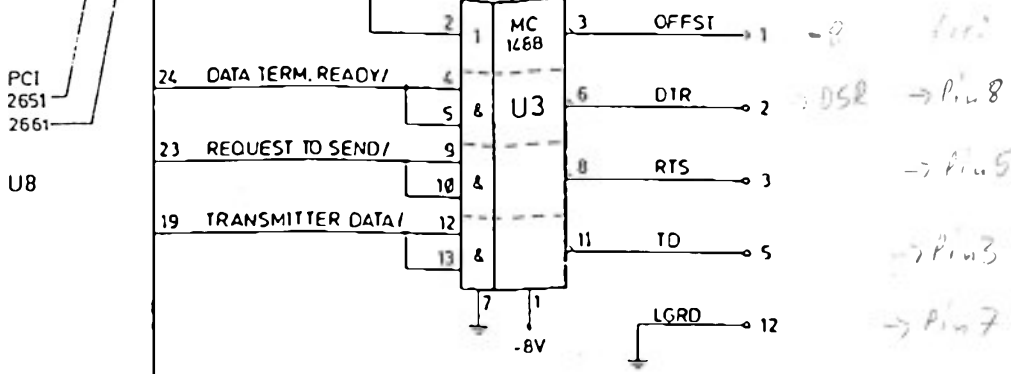 2 1 MC 3 OFFST 1 -8
1488
PCI 24 DATA TERM. READY/ 4
2651 6 DTR 2 DSR → Pin 8
2661 5 & U3
23 REQUEST TO SEND/ 9
U8 8 RTS 3 → Pin 5
10 &
19 TRANSMITTER DATA/ 12
11 TD 5 → Pin 3
13 &
7 1
LGRD 12 → Pin 7
-8V